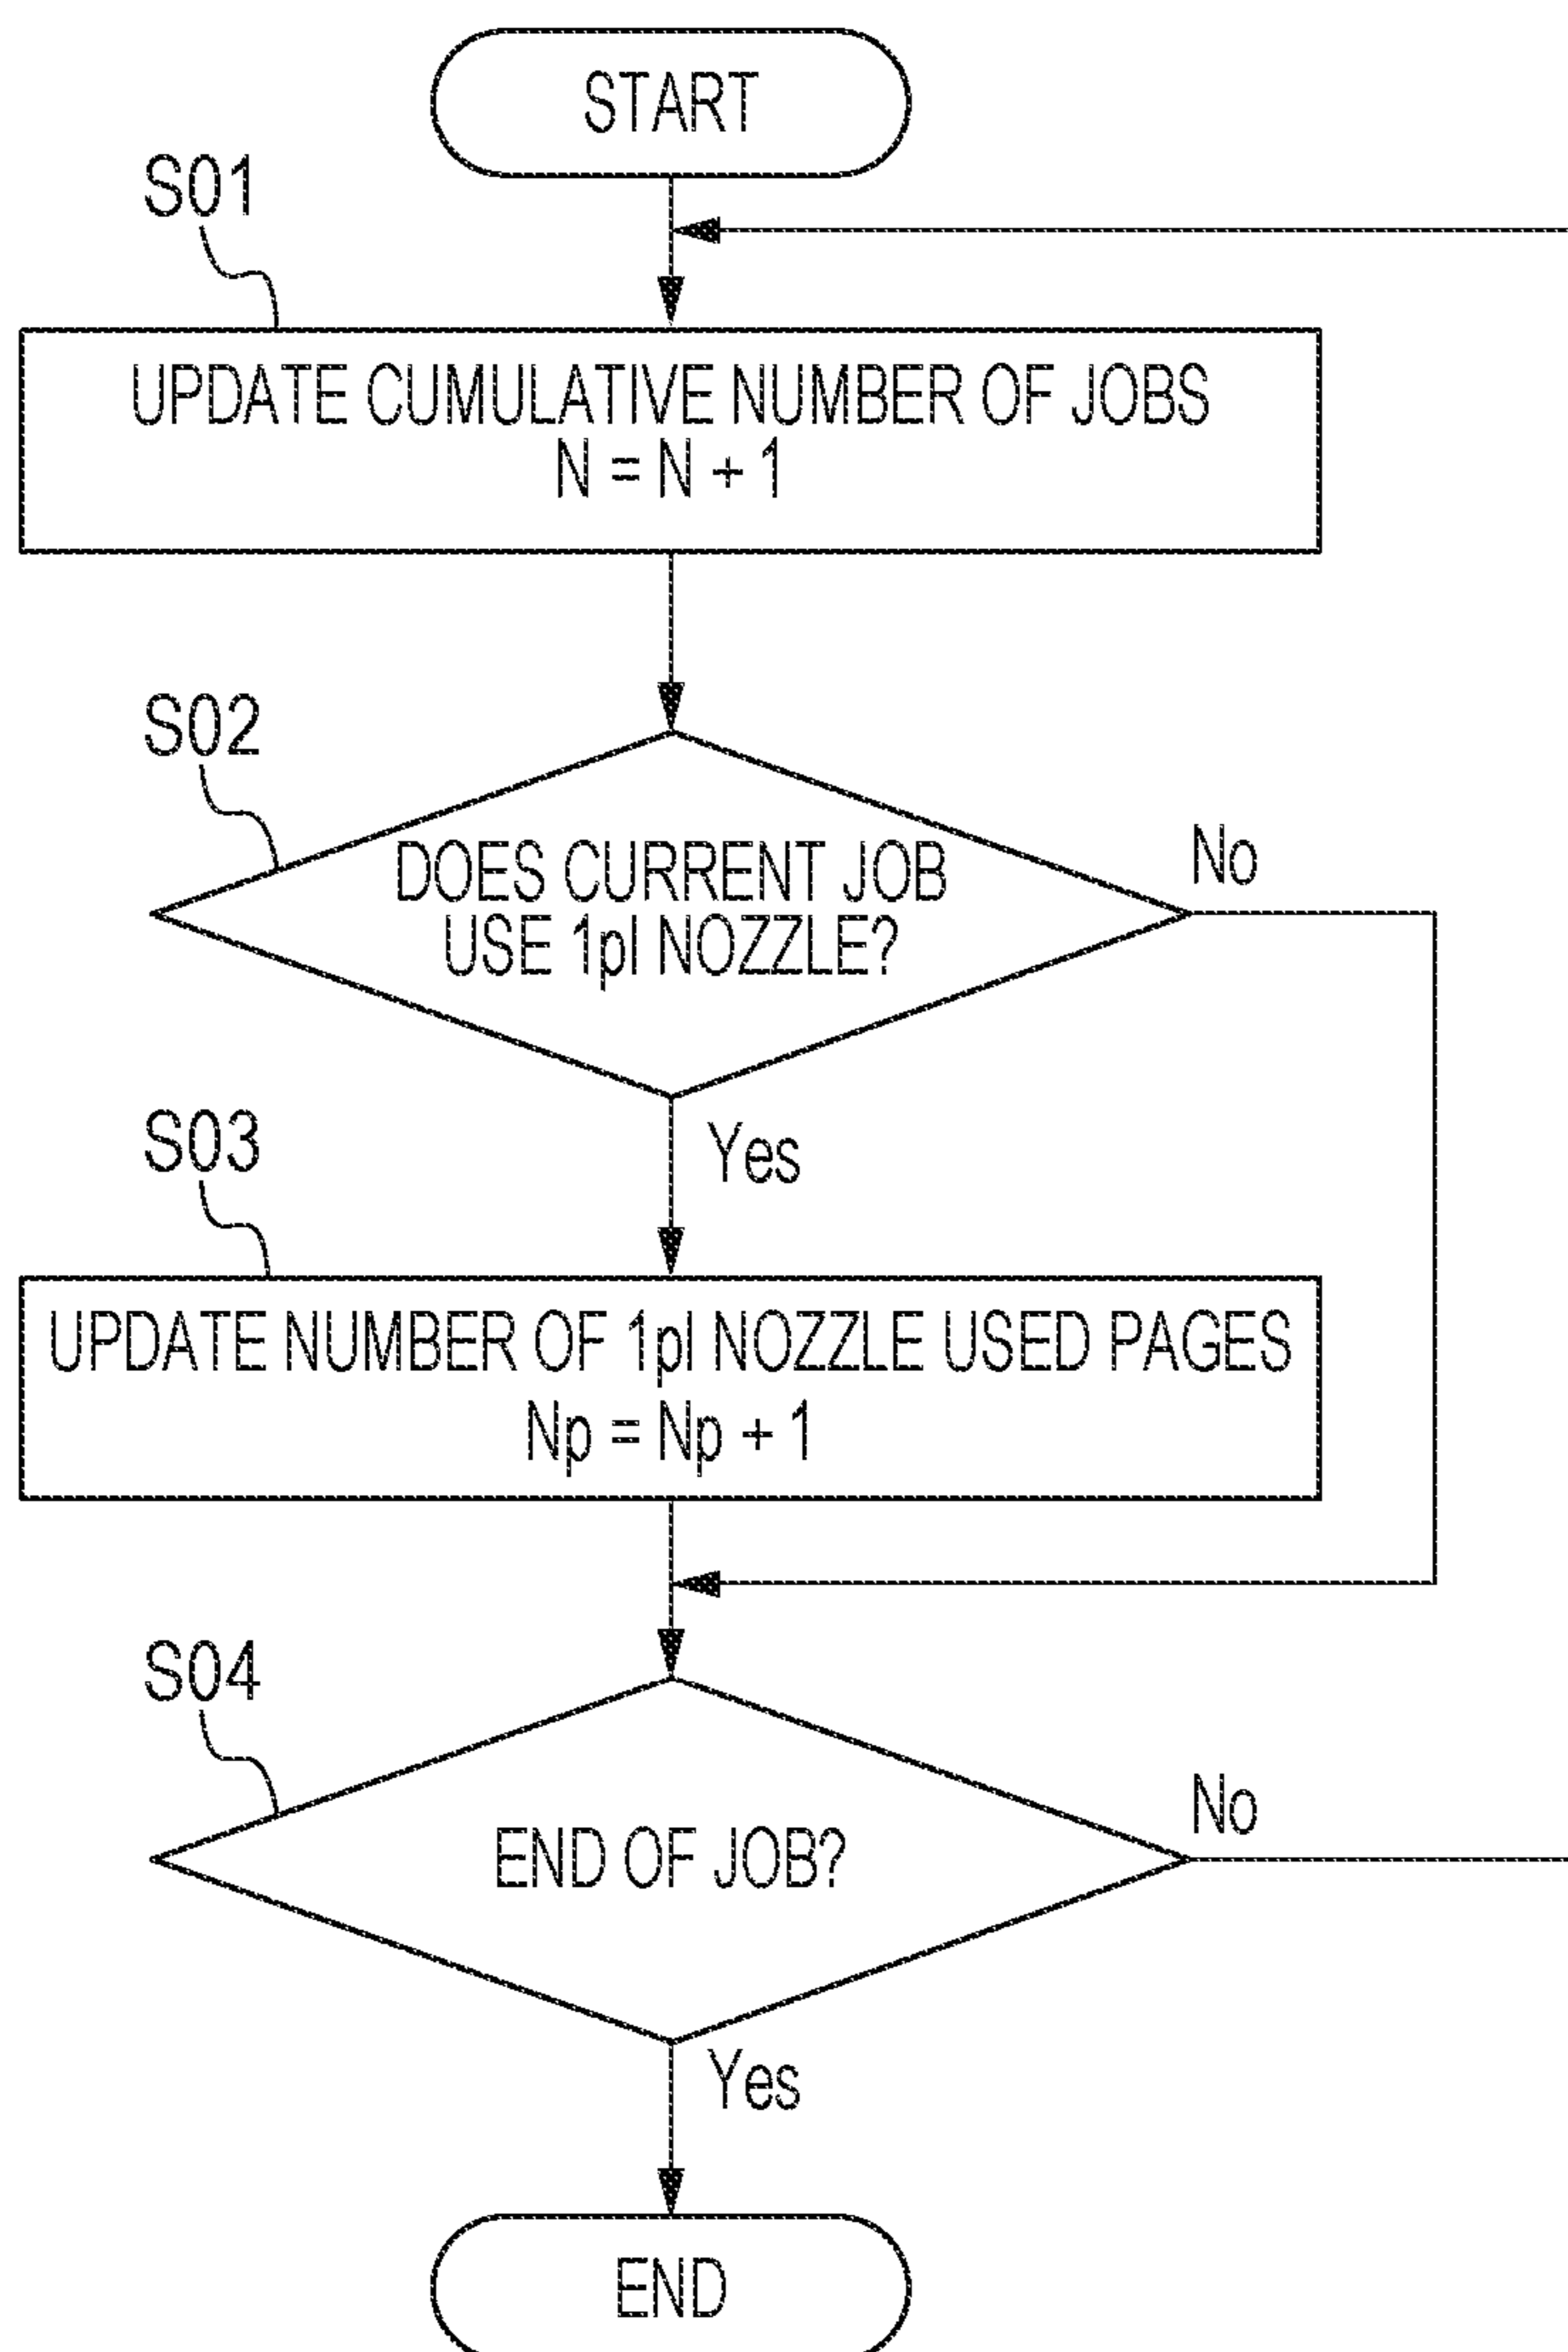 START
S01
UPDATE CUMULATIVE NUMBER OF JOBS
N = N + 1
S02
DOES CURRENT JOB
USE 1pl NOZZLE?
No
Yes
S03
UPDATE NUMBER OF 1pl NOZZLE USED PAGES
Np = Np + 1
S04
END OF JOB?
No
Yes
END